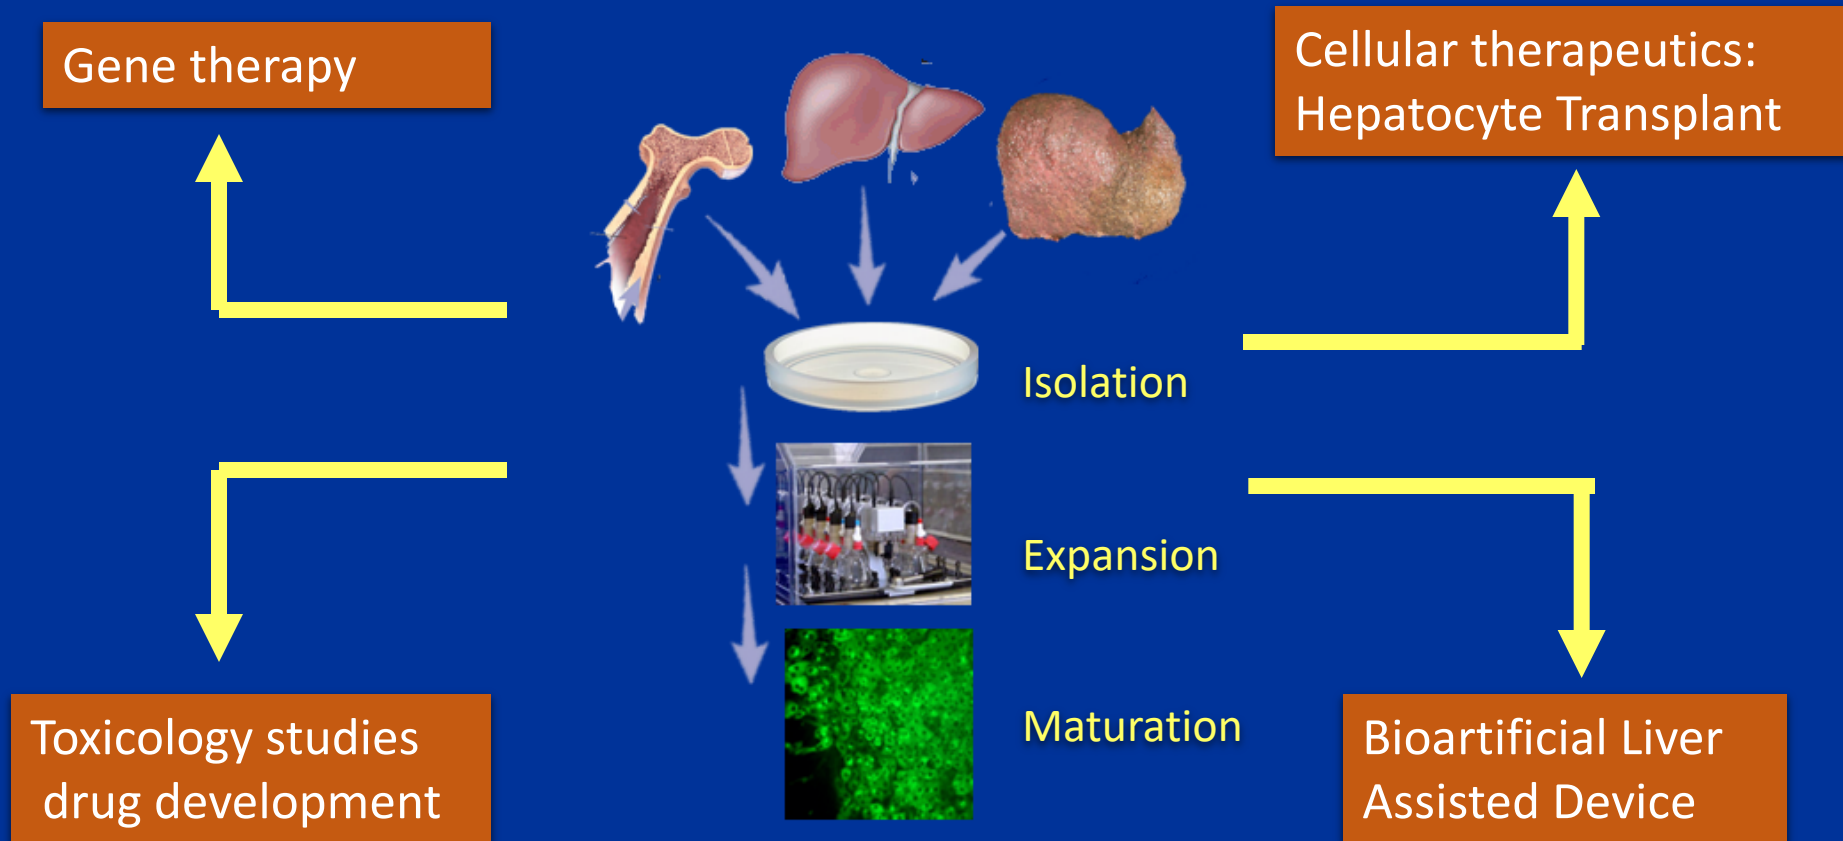 Gene therapy
Cellular therapeutics:
Hepatocyte Transplant
Isolation
Expansion
Maturation
Toxicology studies
drug development
Bioartificial Liver
Assisted Device